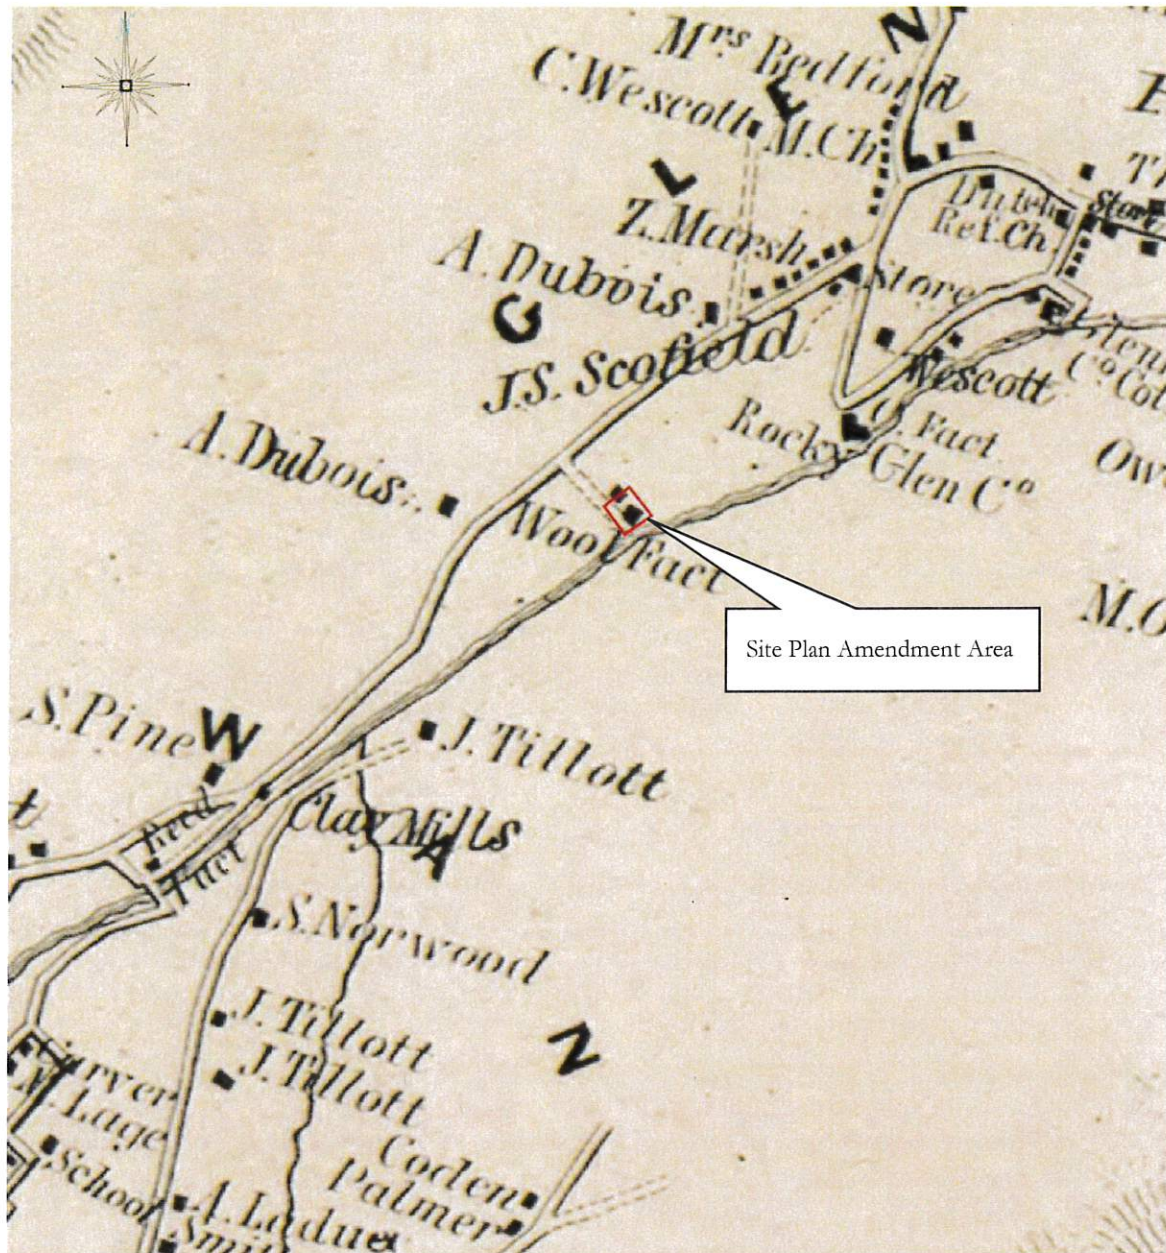 Mrs Bedford
C. Wescott
M. Ch
Z. Marsh
A. Dubois
J.S. Scofield
Store
Dutch
Ref. Ch.
Store
Wescott
Rocky Glen Co
C. Fact
A. Dubois
Wool Fact
Site Plan Amendment Area
S. Pine
J. Tillott
Clay Mills
Fact
S. Norwood
J. Tillott
J. Tillott
School
Coden
Palmer
A. Ladue
G L E N
W A N